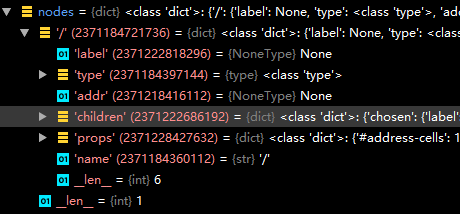 nodes = {dict} <class 'dict'>: {'/': {'label': None, 'type': <class 'type'>, 'add
'/' (2371184721736) = {dict} <class 'dict'>: {'label': None, 'type': <class 'ty
'label' (2371222818296) = {NoneType} None
'type' (2371184397144) = {type} <class 'type'>
'addr' (2371218416112) = {NoneType} None
'children' (2371222686192) = {dict} <class 'dict'>: {'chosen': {'label'
'props' (2371228427632) = {dict} <class 'dict'>: {'#address-cells': 1
'name' (2371184360112) = {str} '/'
__len__ = {int} 6
__len__ = {int} 1